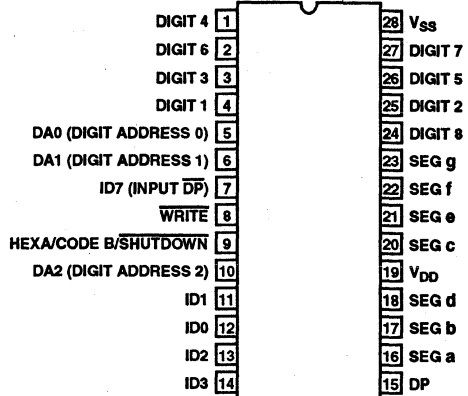 DIGIT 4 1 28 VSS
DIGIT 6 2 27 DIGIT 7
DIGIT 3 3 26 DIGIT 5
DIGIT 1 4 25 DIGIT 2
DA0 (DIGIT ADDRESS 0) 5 24 DIGIT 8
DA1 (DIGIT ADDRESS 1) 6 23 SEG g
ID7 (INPUT DP) 7 22 SEG f
WRITE 8 21 SEG e
HEXA/CODE B/SHUTDOWN 9 20 SEG c
DA2 (DIGIT ADDRESS 2) 10 19 VDD
ID1 11 18 SEG d
ID0 12 17 SEG b
ID2 13 16 SEG a
ID3 14 15 DP